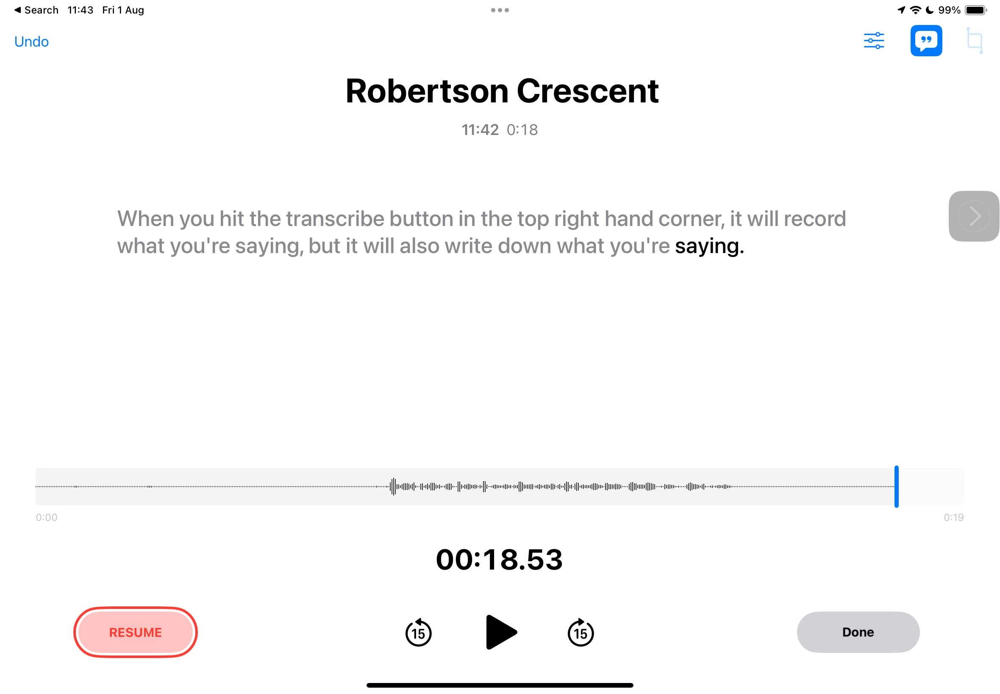 Search 11:43 Fri 1 Aug
99%
Undo
Robertson Crescent
11:42 0:18
When you hit the transcribe button in the top right hand corner, it will record
what you're saying, but it will also write down what you're saying.
0:00
0:19
00:18.53
RESUME
15
15
Done